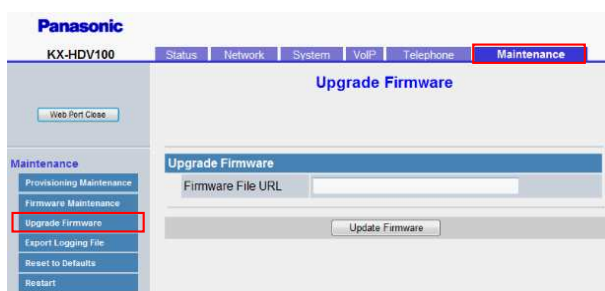 Panasonic
KX-HDV100
Status Network System VoIP Telephone Maintenance
Upgrade Firmware
Web Port Close
Maintenance
Provisioning Maintenance
Firmware Maintenance
Upgrade Firmware
Export Logging File
Reset to Defaults
Restart
Upgrade Firmware
Firmware File URL
Update Firmware